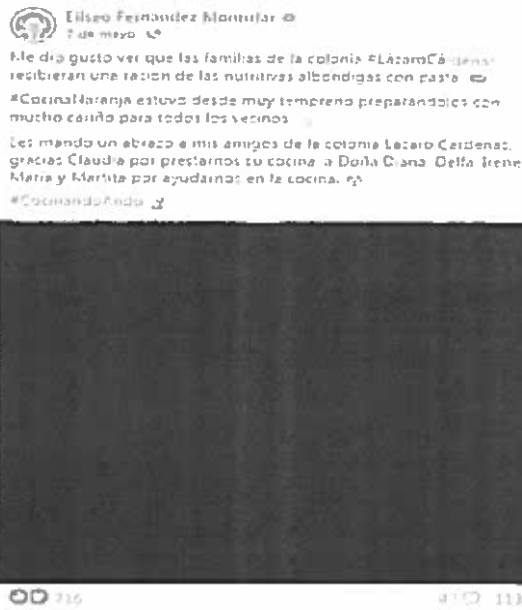 Eliseo Fernández Montufar
7 de mayo
Me dio gusto ver que las familias de la colonia #LázaroCárdenas
recibieran una ración de las nutritivas albóndigas con pasta.
#CocinaNaranja estuvo desde muy temprano preparándolos con
mucho cariño para todos los vecinos
Les mando un abrazo a mis amigos de la colonia Lázaro Cárdenas,
gracias Claudia por prestarnos tu cocina, a Doña Diana, Delfa, Irene
María y Martita por ayudarnos en la cocina.
#CocinandoAndo
716
113